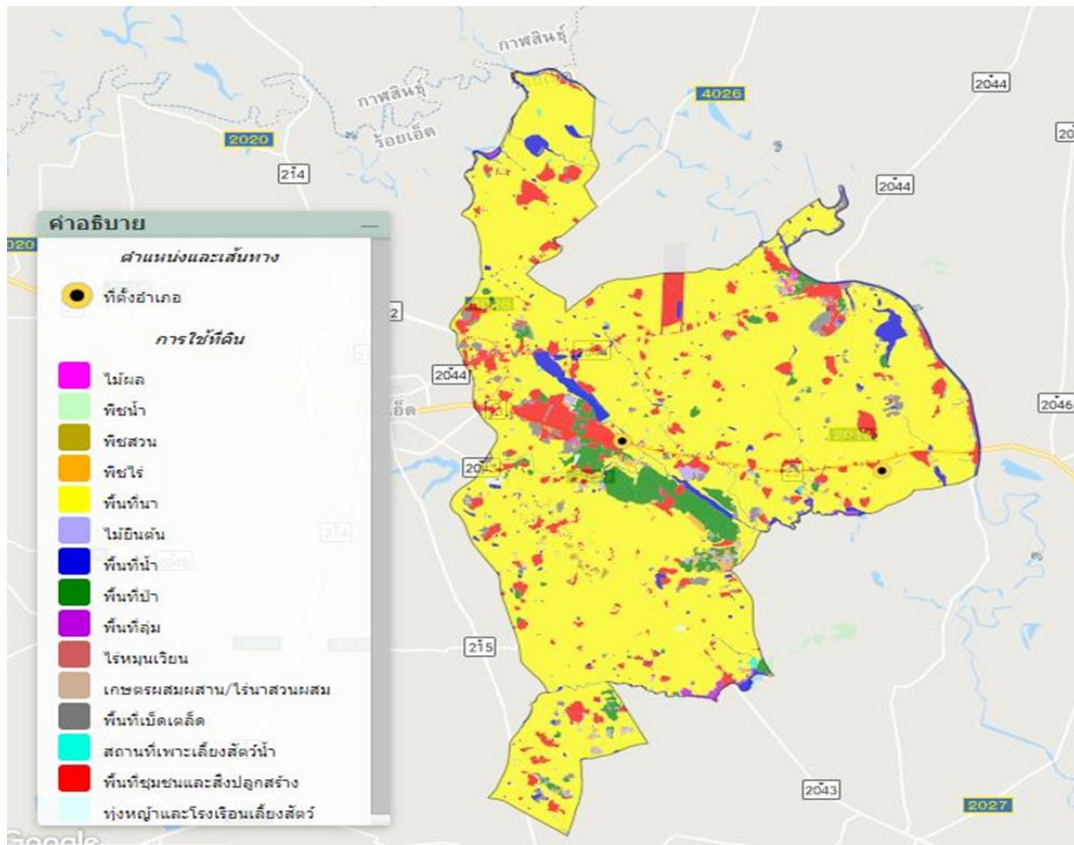 กาฬสินธุ์
กาฬสินธุ์
ร้อยเอ็ด
2044
4026
2020
214
2044
คำอธิบาย
ตำแหน่งและเส้นทาง
ที่ตั้งอำเภอ
การใช้ที่ดิน
ไม้ผล
พืชน้ำ
พืชสวน
พืชไร่
พื้นที่นา
ไม้ยืนต้น
พื้นที่น้ำ
พื้นที่ป่า
พื้นที่ลุ่ม
ไร่หมุนเวียน
เกษตรผสมผสาน/ไร่นาสวนผสม
พื้นที่เบ็ดเตล็ด
สถานที่เพาะเลี้ยงสัตว์น้ำ
พื้นที่ชุมชนและสิ่งปลูกสร้าง
ทุ่งหญ้าและโรงเรือนเลี้ยงสัตว์
2044
2046
2043
215
2043
2027
Google